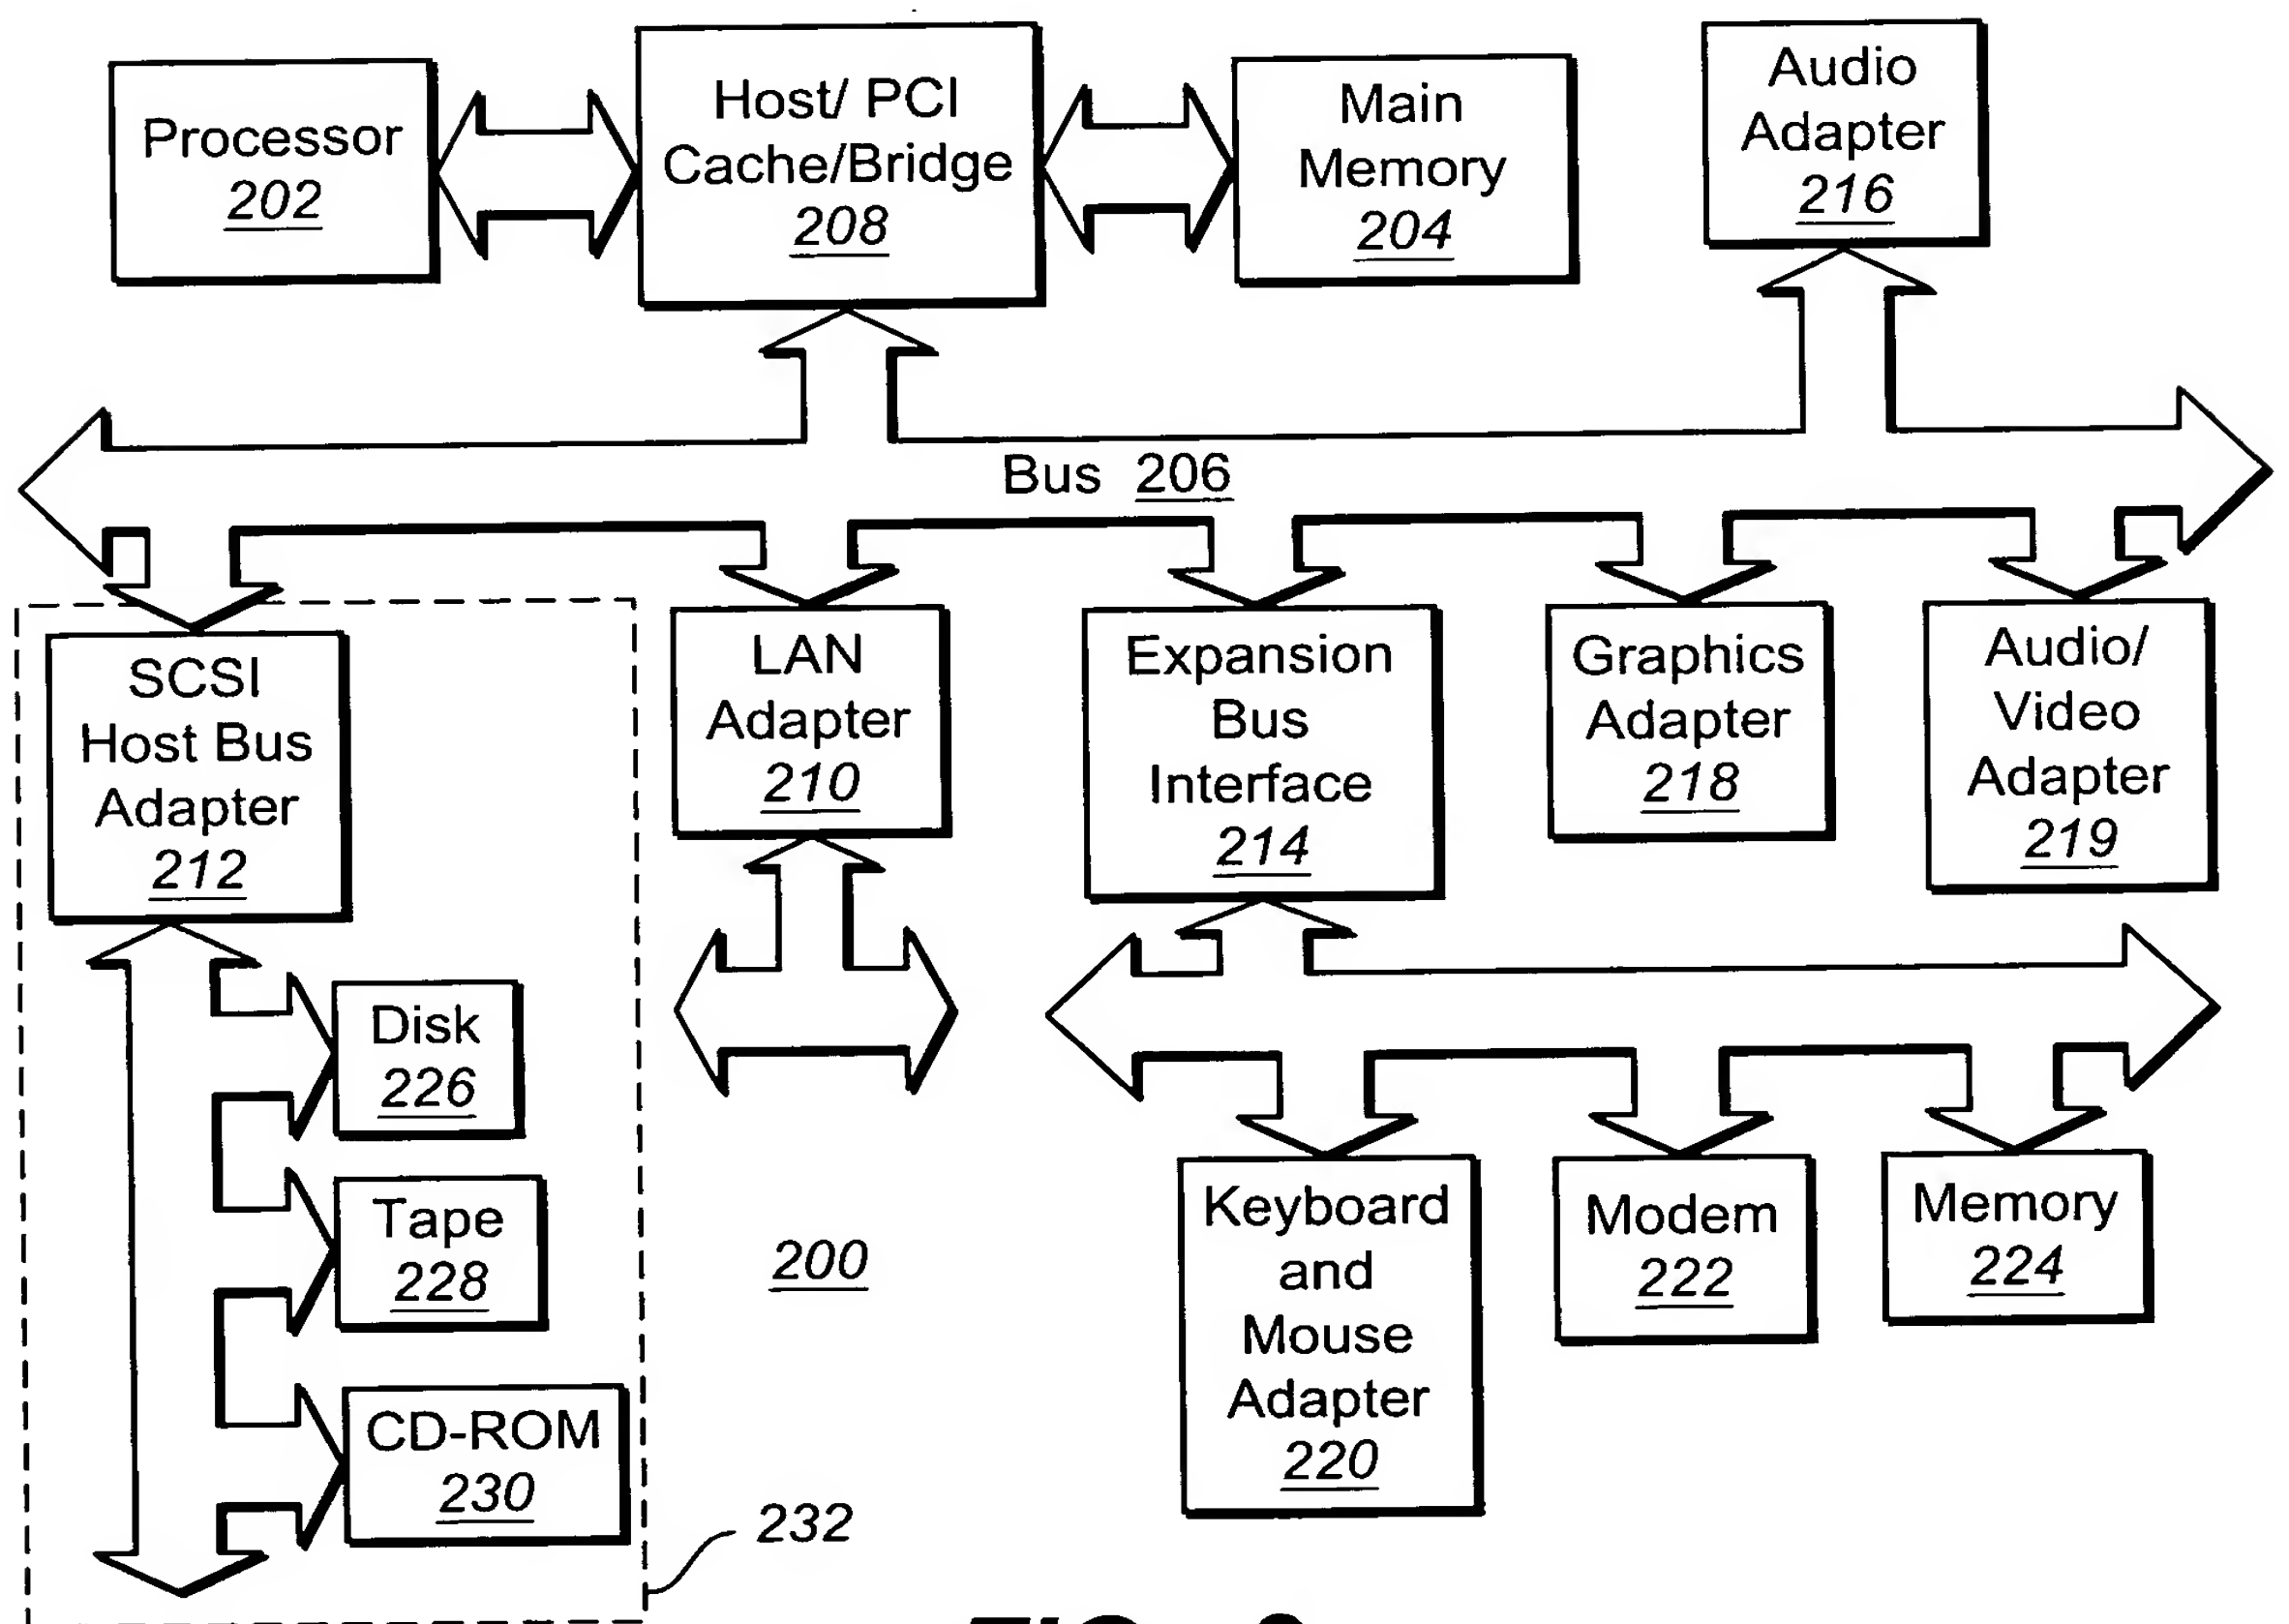 Processor
202
Host/ PCI
Cache/Bridge
208
Main
Memory
204
Audio
Adapter
216
Bus 206
SCSI
Host Bus
Adapter
212
LAN
Adapter
210
Expansion
Bus
Interface
214
Graphics
Adapter
218
Audio/
Video
Adapter
219
Disk
226
Tape
228
CD-ROM
230
232
200
Keyboard
and
Mouse
Adapter
220
Modem
222
Memory
224